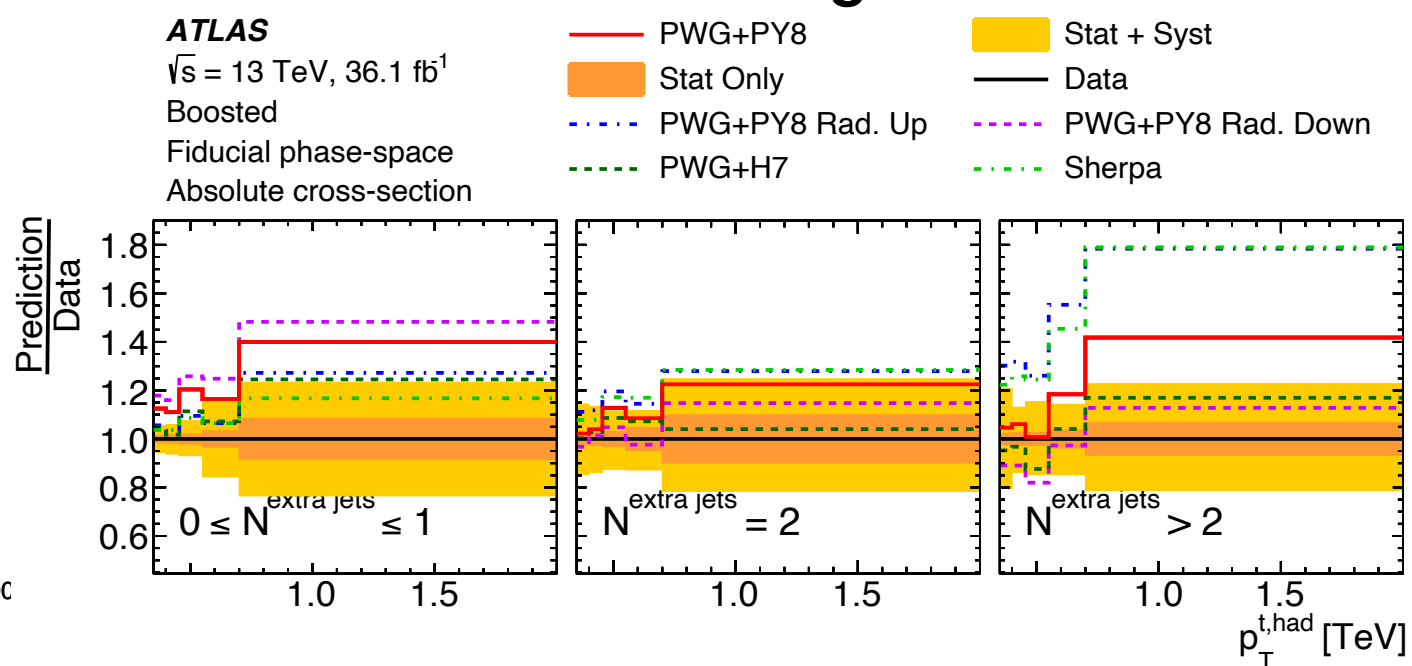 ATLAS
√s = 13 TeV, 36.1 fb⁻¹
Boosted
Fiducial phase-space
Absolute cross-section
PWG+PY8
Stat Only
PWG+PY8 Rad. Up
PWG+H7
Stat + Syst
Data
PWG+PY8 Rad. Down
Sherpa
Prediction
Data
1.8
1.6
1.4
1.2
1.0
0.8
0.6
0 ≤ N^extra jets ≤ 1
N^extra jets = 2
N^extra jets > 2
1.0 1.5 1.0 1.5 1.0 1.5
p_T^t,had [TeV]